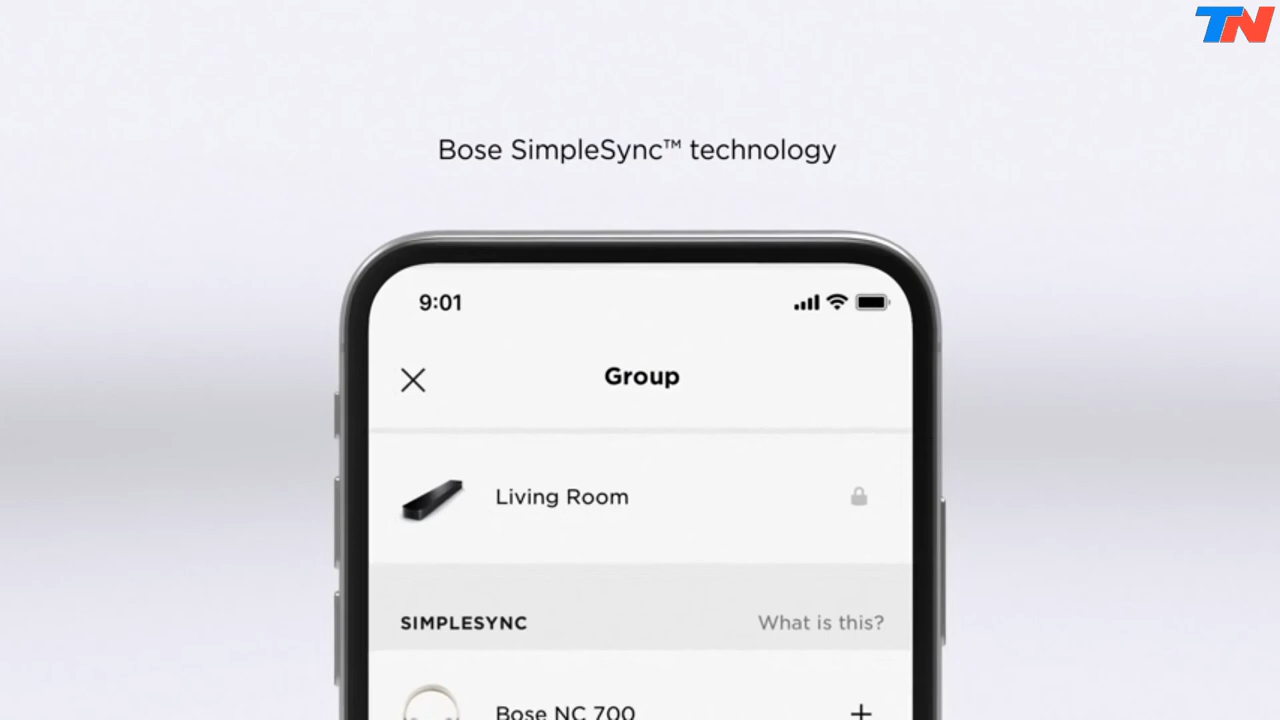 TN
Bose SimpleSync™ technology
9:01
Group
Living Room
SIMPLESYNC
What is this?
Bose NC 700